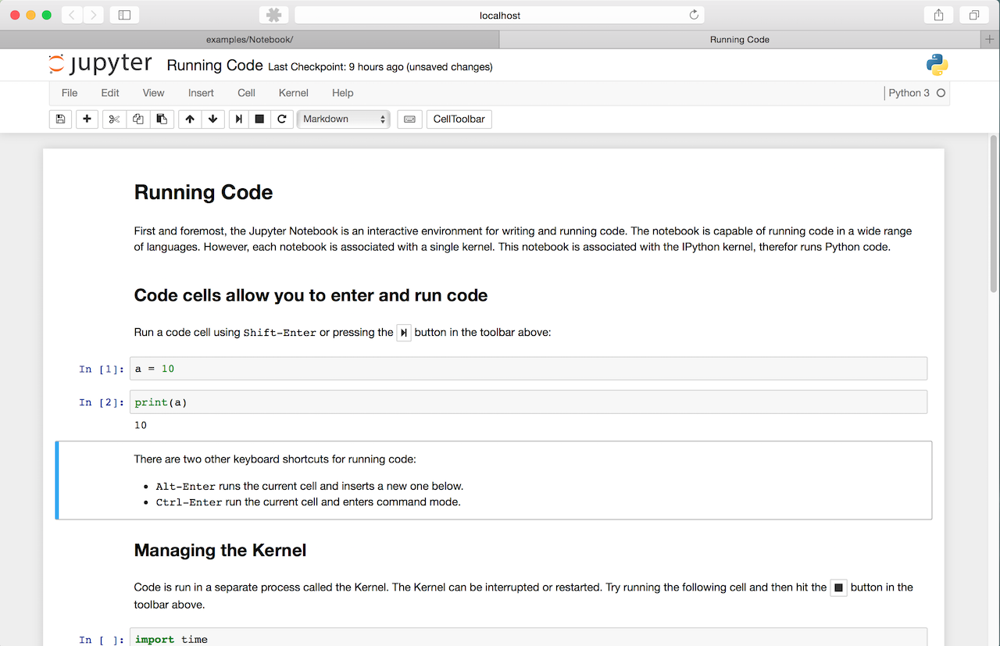 localhost
examples/Notebook/
Running Code
jupyter Running Code Last Checkpoint: 9 hours ago (unsaved changes)
File Edit View Insert Cell Kernel Help Python 3
Markdown CellToolbar
Running Code
First and foremost, the Jupyter Notebook is an interactive environment for writing and running code. The notebook is capable of running code in a wide range
of languages. However, each notebook is associated with a single kernel. This notebook is associated with the IPython kernel, therefor runs Python code.
Code cells allow you to enter and run code
Run a code cell using Shift-Enter or pressing the button in the toolbar above:
In [1]: a = 10
In [2]: print(a)
10
There are two other keyboard shortcuts for running code:
• Alt-Enter runs the current cell and inserts a new one below.
• Ctrl-Enter run the current cell and enters command mode.
Managing the Kernel
Code is run in a separate process called the Kernel. The Kernel can be interrupted or restarted. Try running the following cell and then hit the button in the
toolbar above.
In [ ]: import time